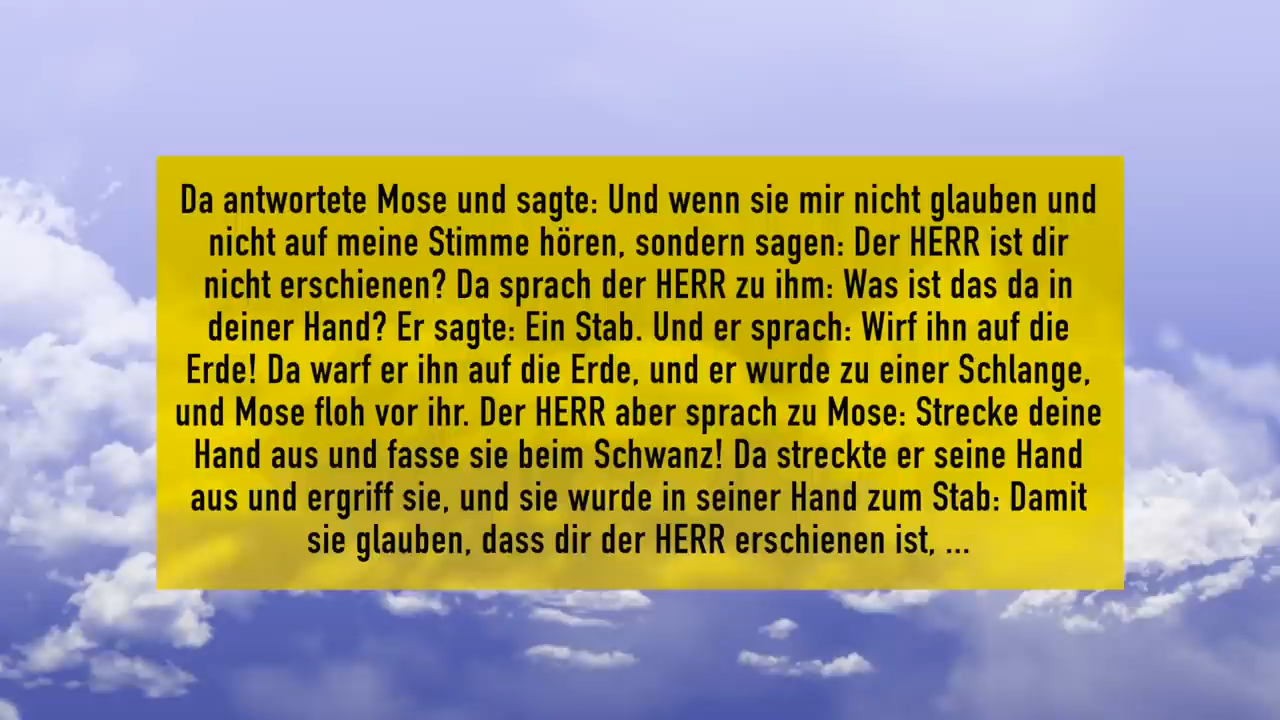 Da antwortete Mose und sagte: Und wenn sie mir nicht glauben und
nicht auf meine Stimme hören, sondern sagen: Der HERR ist dir
nicht erschienen? Da sprach der HERR zu ihm: Was ist das da in
deiner Hand? Er sagte: Ein Stab. Und er sprach: Wirf ihn auf die
Erde! Da warf er ihn auf die Erde, und er wurde zu einer Schlange,
und Mose floh vor ihr. Der HERR aber sprach zu Mose: Strecke deine
Hand aus und fasse sie beim Schwanz! Da streckte er seine Hand
aus und ergriff sie, und sie wurde in seiner Hand zum Stab: Damit
sie glauben, dass dir der HERR erschienen ist, ...